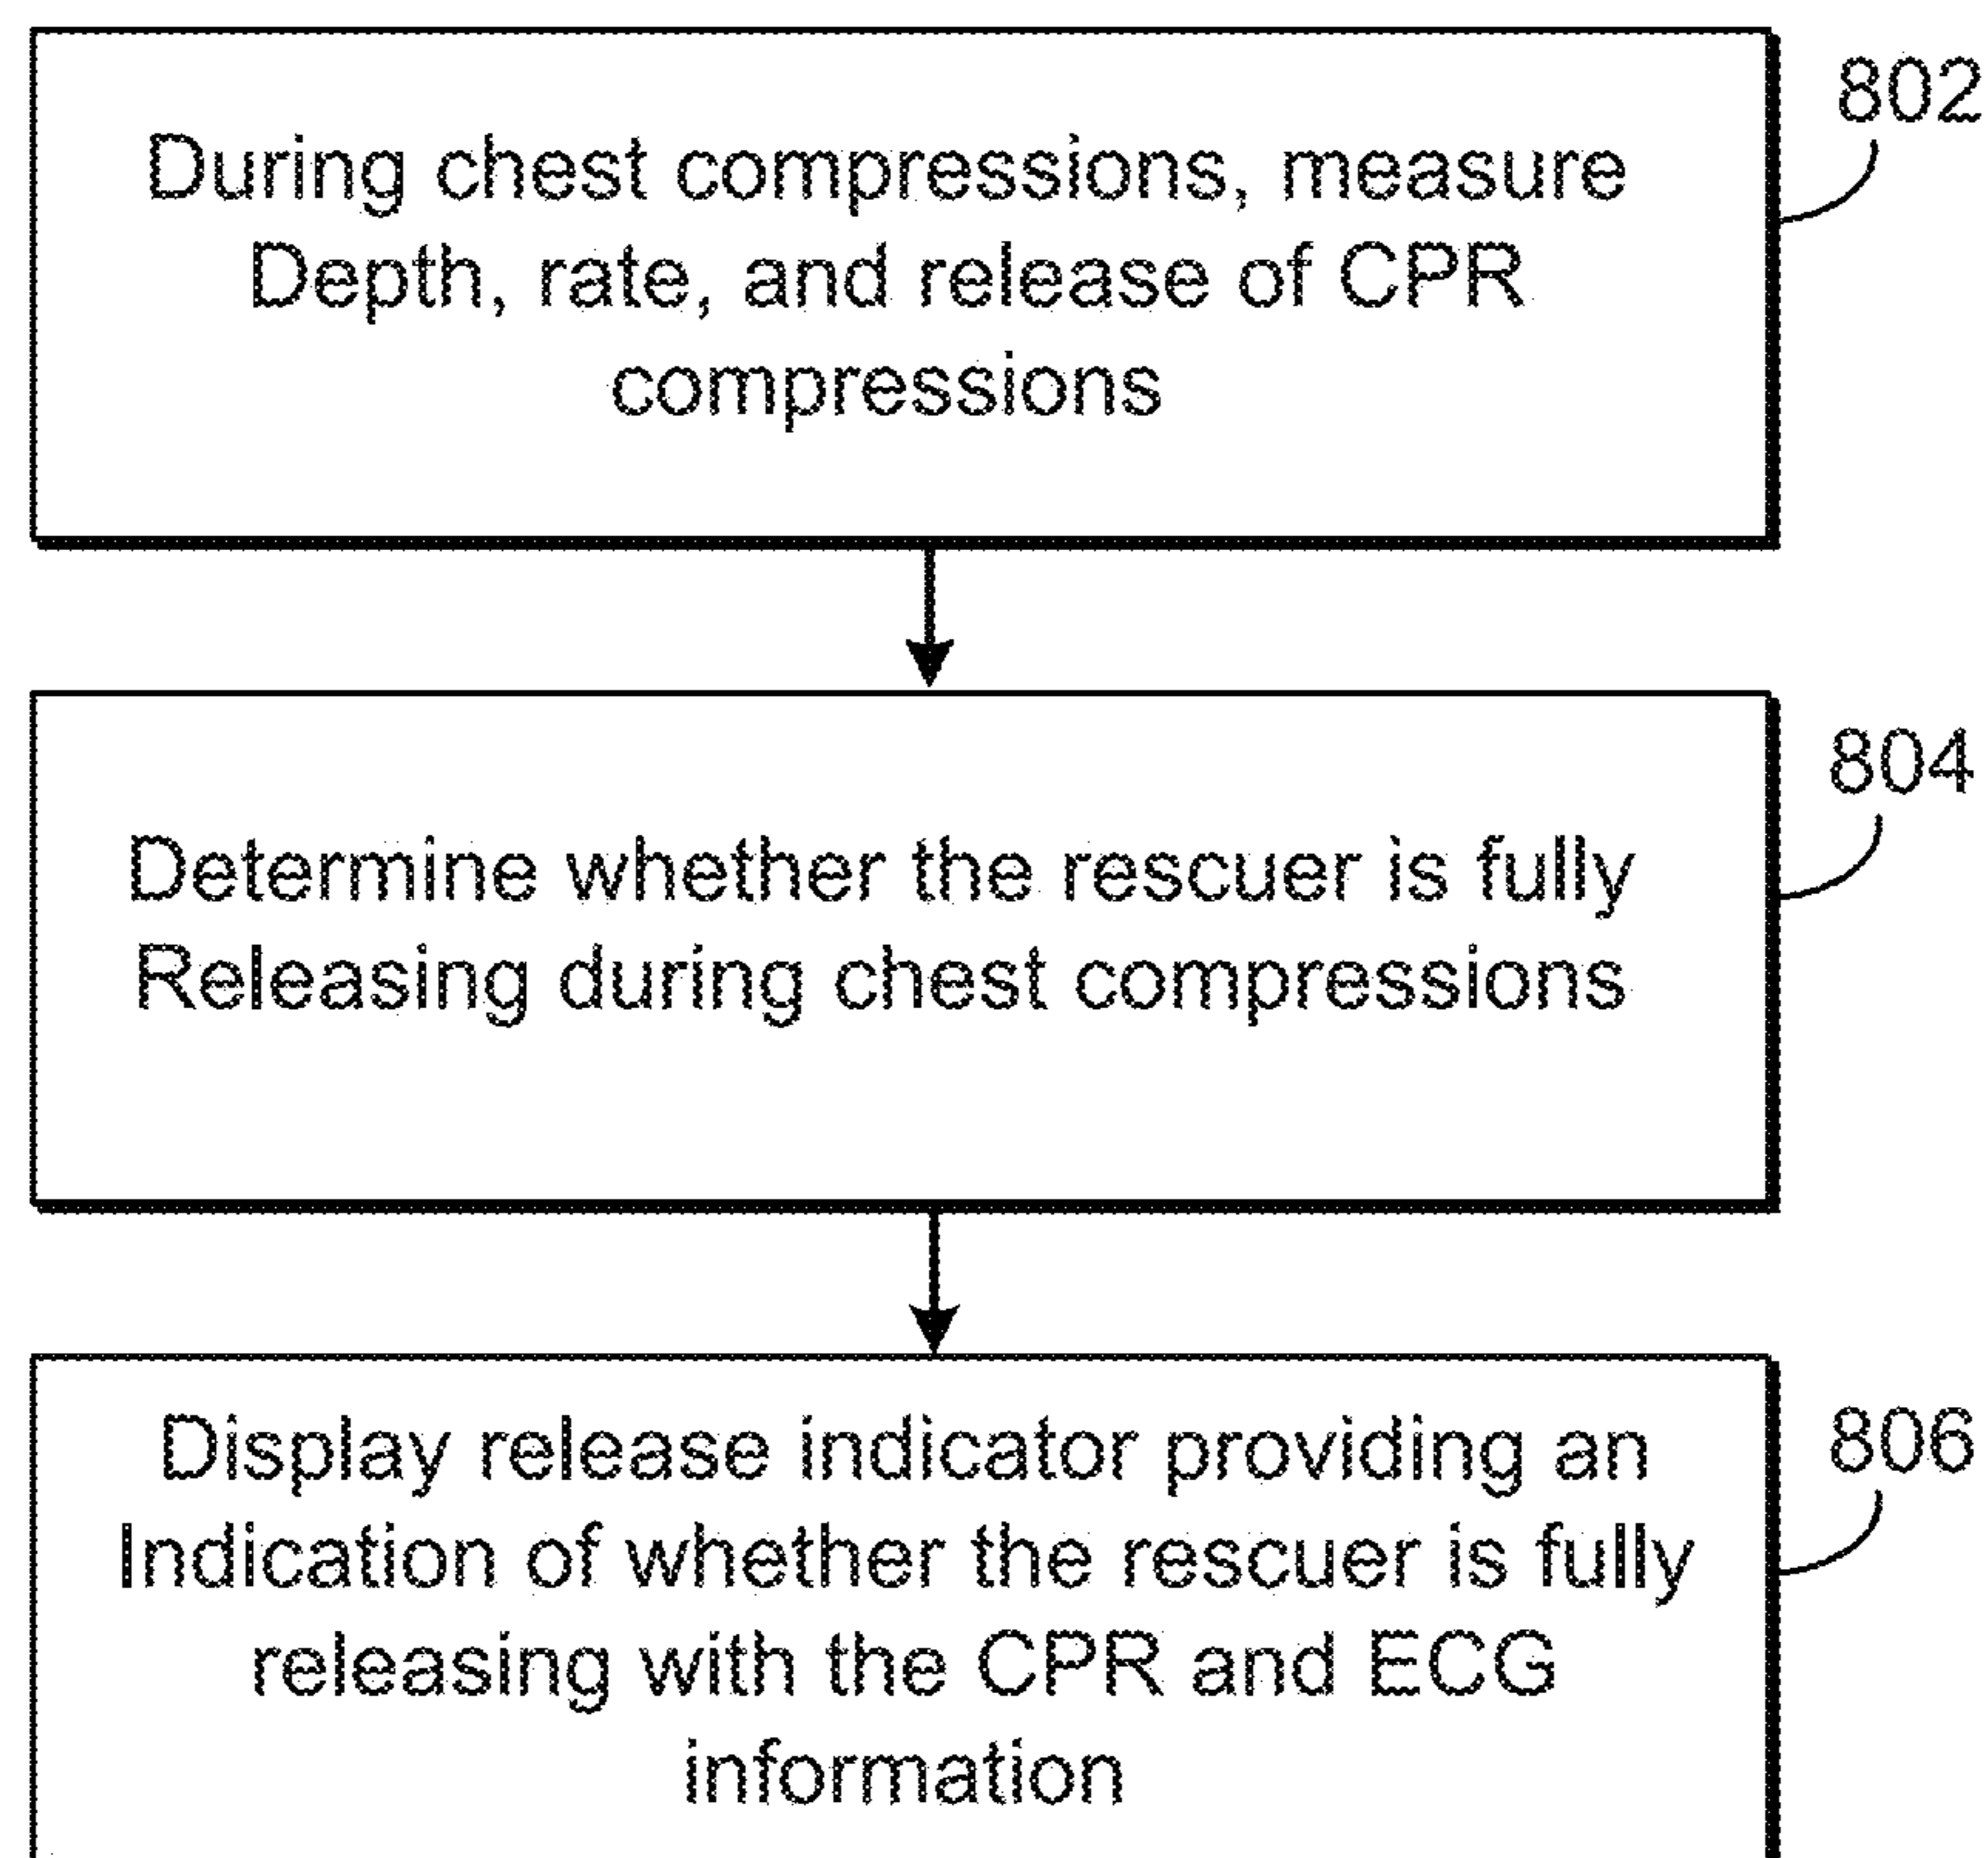 802
During chest compressions, measure
Depth, rate, and release of CPR
compressions
804
Determine whether the rescuer is fully
Releasing during chest compressions
806
Display release indicator providing an
Indication of whether the rescuer is fully
releasing with the CPR and ECG
information